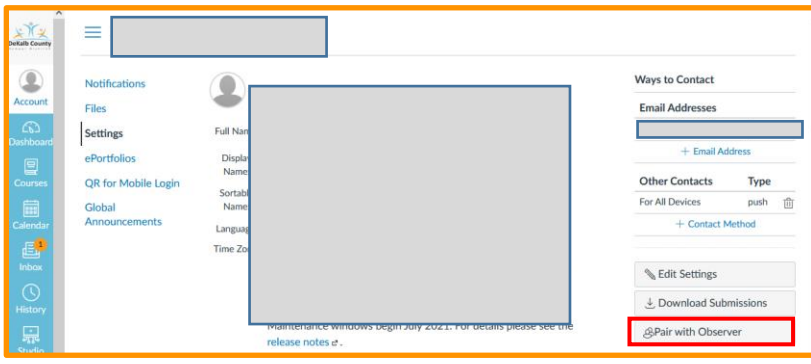 DeKalb County
Account
Dashboard
Courses
Calendar
1
Inbox
History
Studio
Notifications
Files
Settings
ePortfolios
QR for Mobile Login
Global
Announcements
Full Nam
Display
Name
Sortabl
Name
Languag
Time Zo
Maintenance windows begin July 2021. For details please see the
release notes.
Ways to Contact
Email Addresses
+ Email Address
Other Contacts Type
For All Devices push
+ Contact Method
Edit Settings
Download Submissions
Pair with Observer